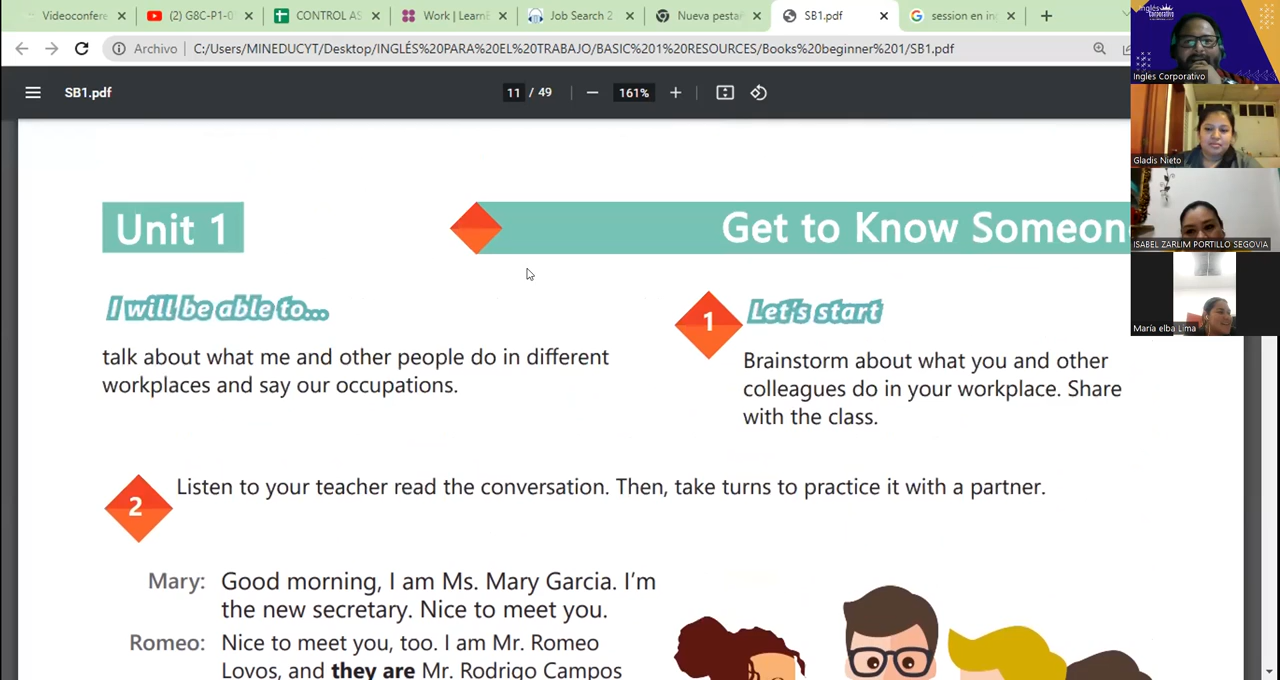 Videoconfere
(2) G8C-P1-0
CONTROL AS
Work | Learn
Job Search 2
Nueva pesta
SB1.pdf
session en in
Archivo
C:/Users/MINEDUCYT/Desktop/INGLÉS%20PARA%20EL%20TRABAJO/BASIC%201%20RESOURCES/Books%20beginner%201/SB1.pdf
SB1.pdf
11 / 49
161%
Inglés
Corporativo
Ingles Corporativo
Gladis Nieto
ISABEL ZARLIM PORTILLO SEGOVIA
María elba Lima
Unit 1
Get to Know Someon
I will be able to...
talk about what me and other people do in different
workplaces and say our occupations.
1
Let's start
Brainstorm about what you and other
colleagues do in your workplace. Share
with the class.
2
Listen to your teacher read the conversation. Then, take turns to practice it with a partner.
Mary: Good morning, I am Ms. Mary Garcia. I'm
the new secretary. Nice to meet you.
Romeo: Nice to meet you, too. I am Mr. Romeo
Lovos, and they are Mr. Rodrigo Campos